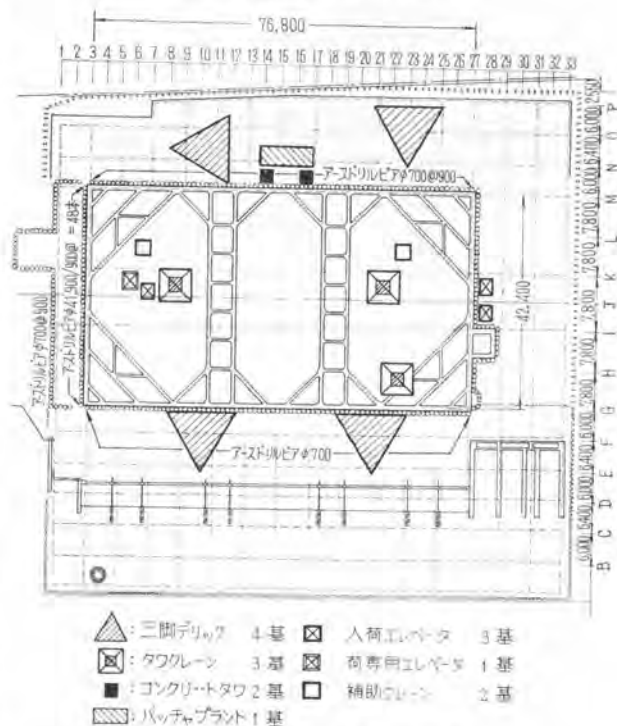 76,800
1 2 3 4 5 6 7 8 9 10 11 12 13 14 15 16 17 18 19 20 21 22 23 24 25 26 27 28 29 30 31 32 33
P
O
N
M
L
K
J
I
H
G
F
E
D
C
B
アースドリルピアφ700@900
42,400
アースドリルピアφ700
三脚デリック 4基
入荷エレベータ 3基
タワクレーン 3基
荷専用エレベータ 1基
コンクリートタワ 2基
補助クレーン 2基
バッチャプラント 1基